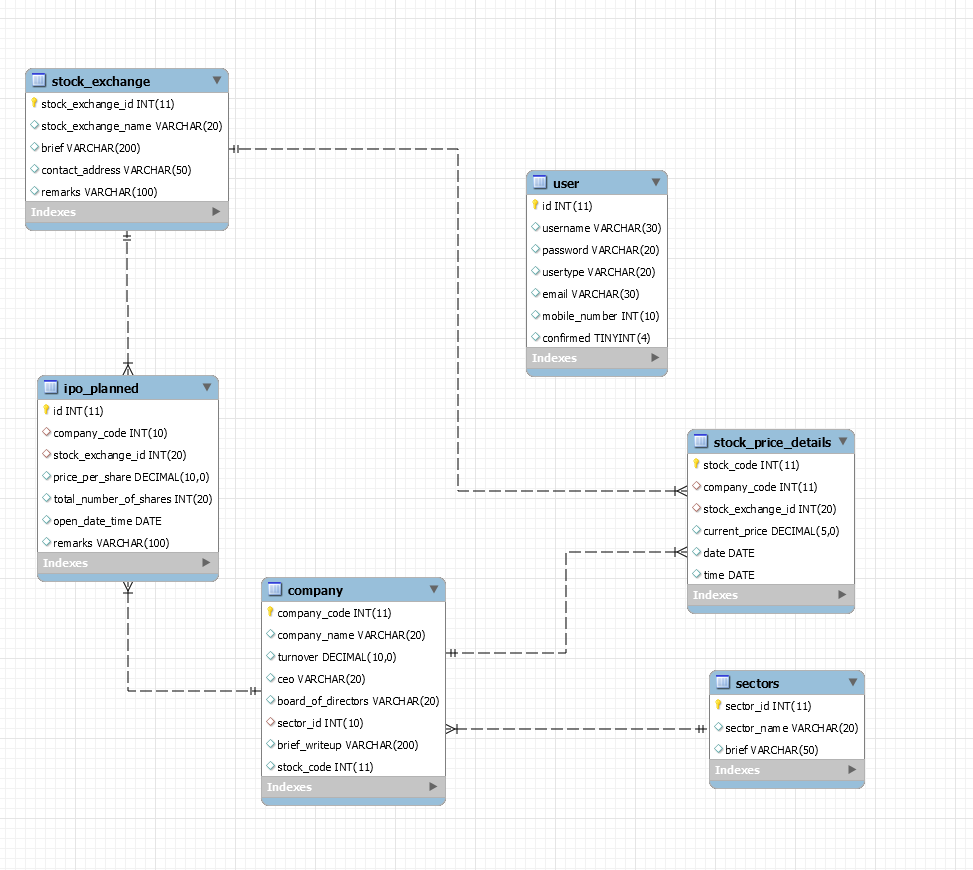 stock_exchange
stock_exchange_id INT(11)
stock_exchange_name VARCHAR(20)
brief VARCHAR(200)
contact_address VARCHAR(50)
remarks VARCHAR(100)
Indexes
user
id INT(11)
username VARCHAR(30)
password VARCHAR(20)
usertype VARCHAR(20)
email VARCHAR(30)
mobile_number INT(10)
confirmed TINYINT(4)
Indexes
ipo_planned
id INT(11)
company_code INT(10)
stock_exchange_id INT(20)
price_per_share DECIMAL(10,0)
total_number_of_shares INT(20)
open_date_time DATE
remarks VARCHAR(100)
Indexes
stock_price_details
stock_code INT(11)
company_code INT(11)
stock_exchange_id INT(20)
current_price DECIMAL(5,0)
date DATE
time DATE
Indexes
company
company_code INT(11)
company_name VARCHAR(20)
turnover DECIMAL(10,0)
ceo VARCHAR(20)
board_of_directors VARCHAR(20)
sector_id INT(10)
brief_writeup VARCHAR(200)
stock_code INT(11)
Indexes
sectors
sector_id INT(11)
sector_name VARCHAR(20)
brief VARCHAR(50)
Indexes